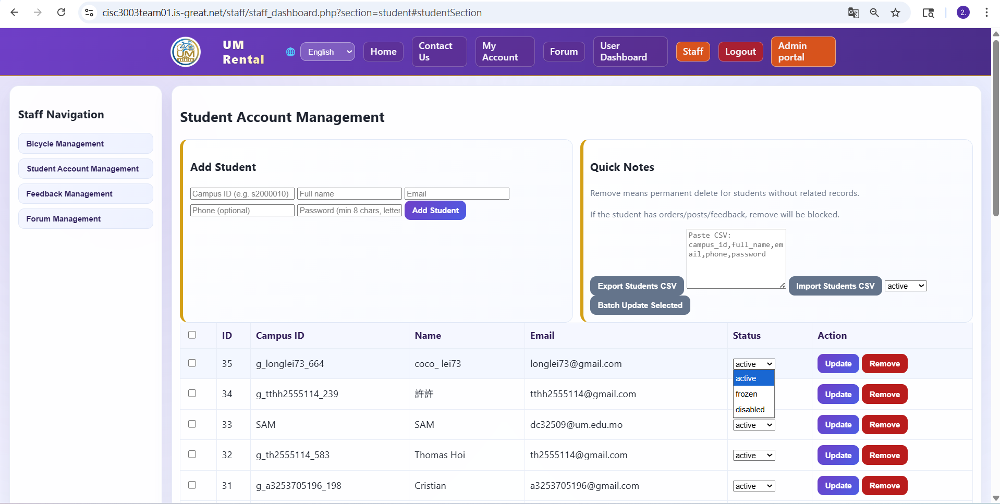 cisc3003team01.is-great.net/staff/staff_dashboard.php?section=student#studentSection
2.
UM
Rental
English
Home
Contact
Us
My
Account
Forum
User
Dashboard
Staff
Logout
Admin
portal
Staff Navigation
Bicycle Management
Student Account Management
Feedback Management
Forum Management
Student Account Management
Add Student
Campus ID (e.g. s2000010)
Full name
Email
Phone (optional)
Password (min 8 chars, letter
Add Student
Quick Notes
Remove means permanent delete for students without related records.
If the student has orders/posts/feedback, remove will be blocked.
Paste CSV:
campus_id,full_name,em
ail,phone,password
Export Students CSV
Import Students CSV
active
Batch Update Selected
ID Campus ID Name Email Status Action
35 g_longlei73_664 coco_ lei73 longlei73@gmail.com active Update Remove
active
frozen
disabled
34 g_tthh2555114_239 許許 tthh2555114@gmail.com Update Remove
33 SAM SAM dc32509@um.edu.mo active Update Remove
32 g_th2555114_583 Thomas Hoi th2555114@gmail.com active Update Remove
31 g_a3253705196_198 Cristian a3253705196@gmail.com active Update Remove